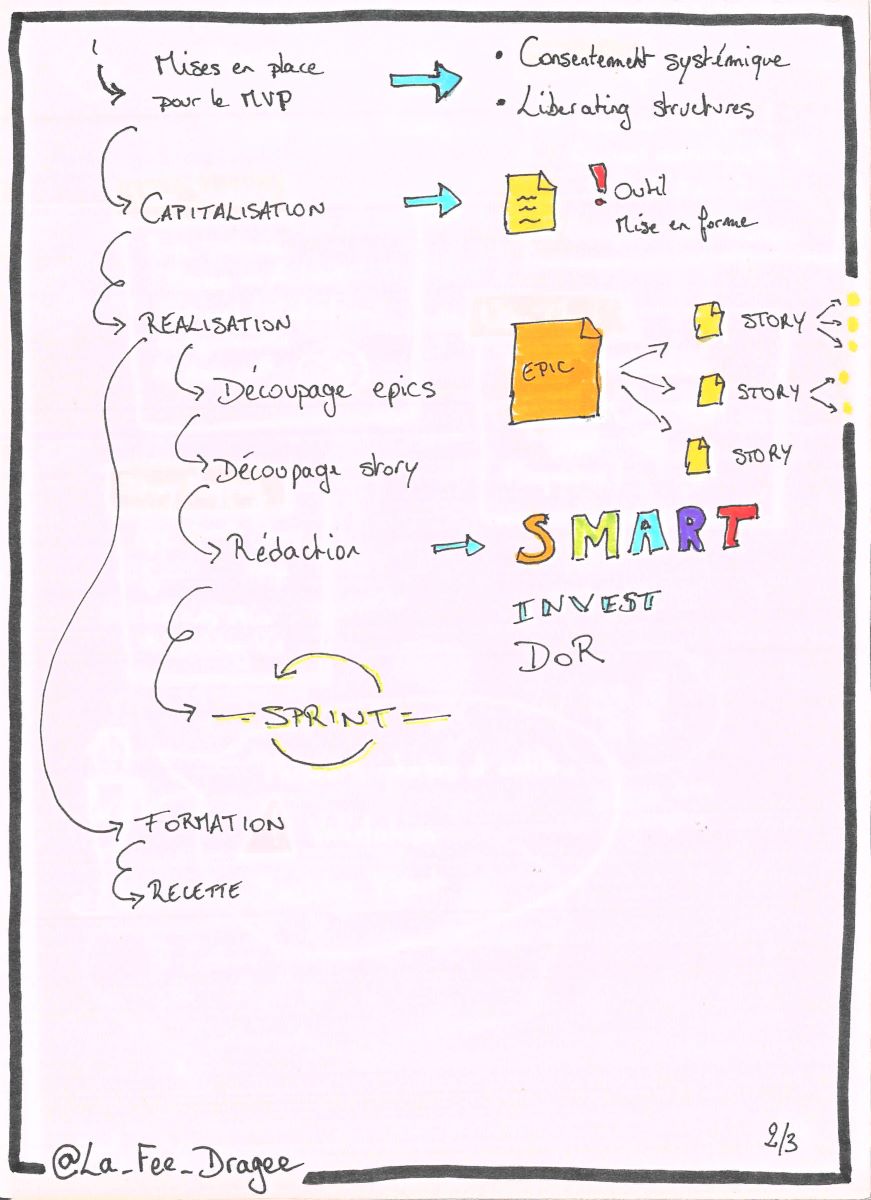 Mises en place
pour le MVP
• Consentement systémique
• Liberating structures
CAPITALISATION
! Outil
Mise en forme
REALISATION
Découpage epics
Découpage story
Rédaction
EPIC
STORY
STORY
STORY
SMART
INVEST
DoR
SPRINT
FORMATION
RECETTE
@La_Fee_Dragee
2/3